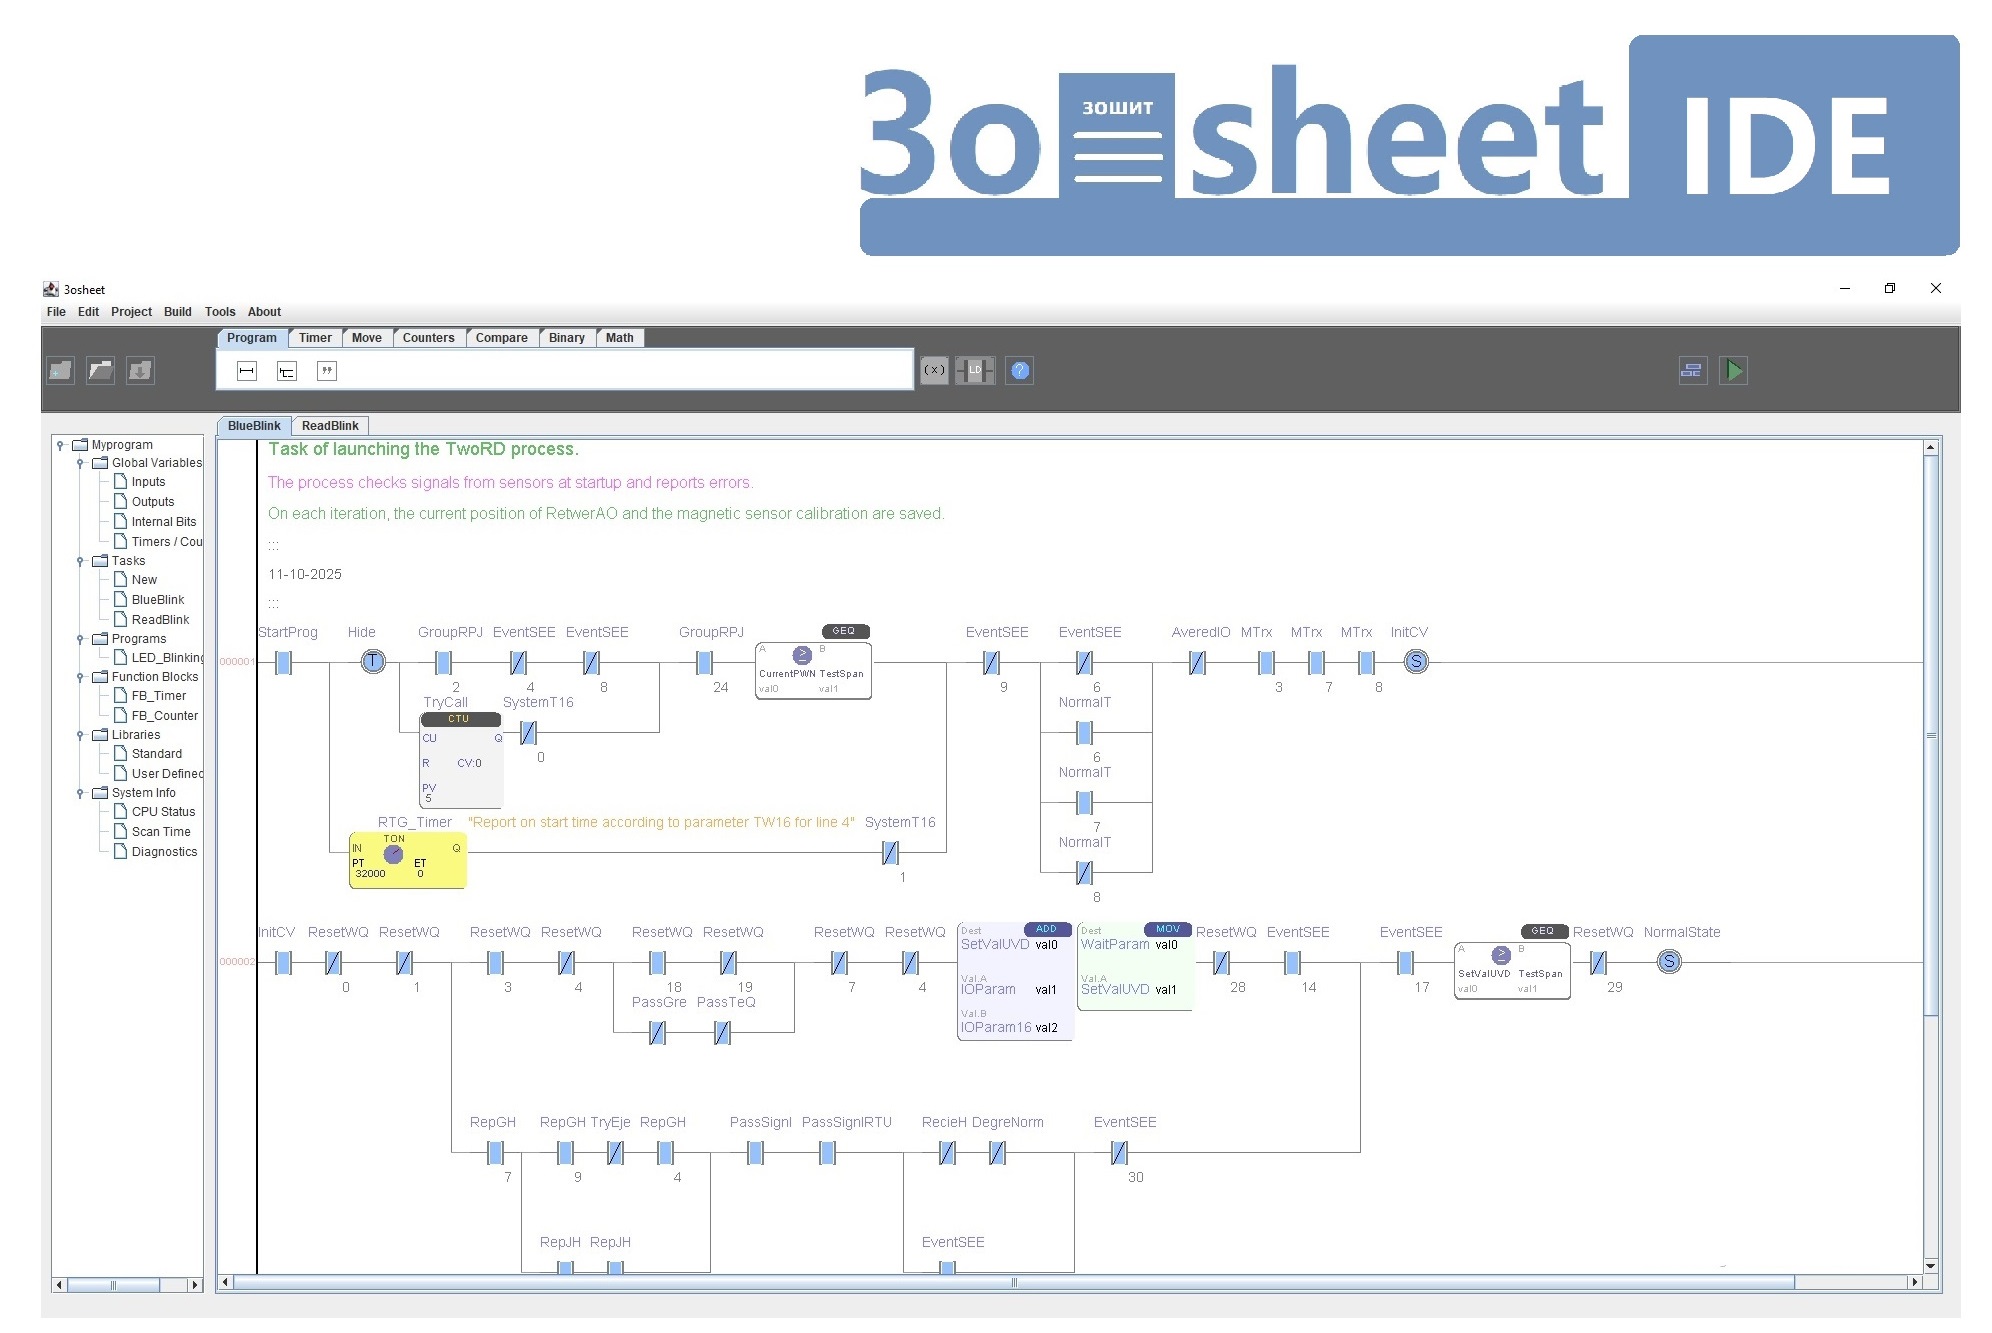 3o sheet IDE
зошит
3osheet
File Edit Project Build Tools About
Program Timer Move Counters Compare Binary Math
(x) LD ?
BlueBlink ReadBlink
Myprogram
Global Variables
Inputs
Outputs
Internal Bits
Timers / Cou
Tasks
New
BlueBlink
ReadBlink
Programs
LED_Blinking
Function Blocks
FB_Timer
FB_Counter
Libraries
Standard
User Defined
System Info
CPU Status
Scan Time
Diagnostics
Task of launching the TwoRD process.
The process checks signals from sensors at startup and reports errors.
On each iteration, the current position of RetwerAO and the magnetic sensor calibration are saved.
:::
11-10-2025
:::
StartProg Hide GroupRPJ EventSEE EventSEE GroupRPJ GEQ EventSEE EventSEE AveredIO MTrx MTrx MTrx InitCV
000001 T A ≥ B S
CurrentPWN TestSpan
2 4 8 24 val0 val1 9 6 3 7 8
TryCall SystemT16 NormalT
CTU
CU Q
0 6
R CV:0
NormalT
PV
5
7
RTG_Timer "Report on start time according to parameter TW16 for line 4" SystemT16
NormalT
TON
IN Q
PT ET
32000 0
1
8
InitCV ResetWQ ResetWQ ResetWQ ResetWQ ResetWQ ResetWQ ResetWQ ResetWQ Dest ADD Dest MOV ResetWQ EventSEE EventSEE GEQ ResetWQ NormalState
SetValUVD val0 WaitParam val0
000002 A ≥ B S
SetValUVD TestSpan
0 1 3 4 18 19 7 4 Val.A Val.A 28 14 17 val0 val1 29
IOParam val1 SetValUVD val1
PassGre PassTeQ
Val.B
IOParam16 val2
RepGH RepGH TryEje RepGH PassSignI PassSignIRTU RecieH DegreNorm EventSEE
7 9 4 30
RepJH RepJH EventSEE